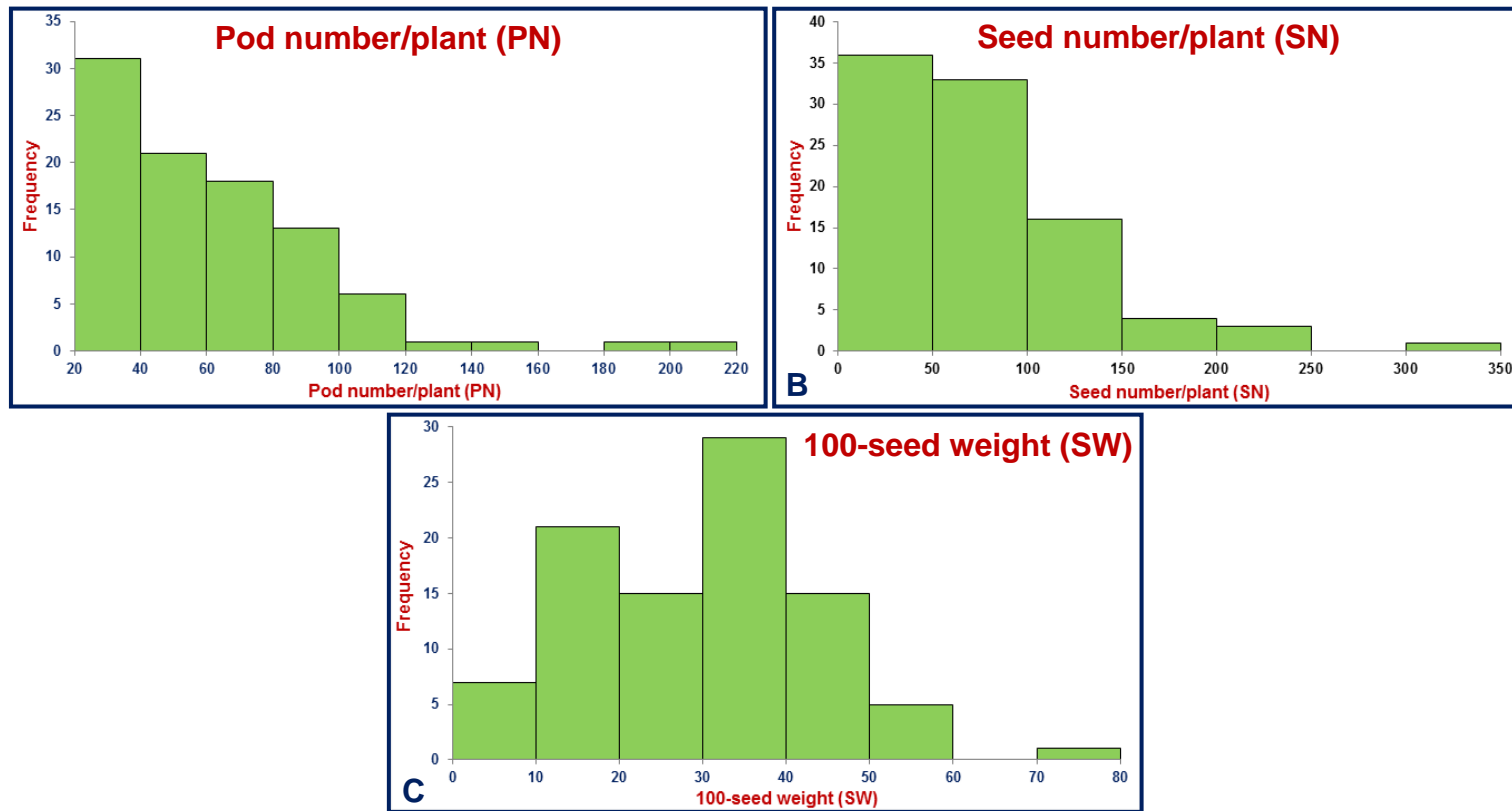 Pod number/plant (PN)
Frequency
35
30
25
20
15
10
5
0
20 40 60 80 100 120 140 160 180 200 220
Pod number/plant (PN)
Seed number/plant (SN)
Frequency
40
35
30
25
20
15
10
5
0
0 50 100 150 200 250 300 350
B
Seed number/plant (SN)
100-seed weight (SW)
Frequency
30
25
20
15
10
5
0
0 10 20 30 40 50 60 70 80
C
100-seed weight (SW)